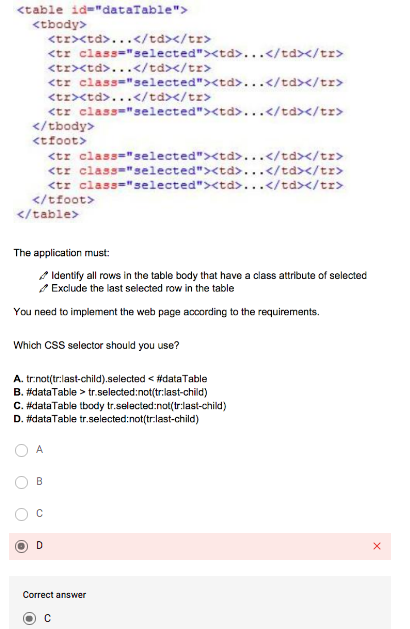 <table id="dataTable">
<tbody>
<tr><td>...</td></tr>
<tr class="selected"><td>...</td></tr>
<tr><td>...</td></tr>
<tr class="selected"><td>...</td></tr>
<tr><td>...</td></tr>
<tr class="selected"><td>...</td></tr>
</tbody>
<tfoot>
<tr class="selected"><td>...</td></tr>
<tr class="selected"><td>...</td></tr>
<tr class="selected"><td>...</td></tr>
</tfoot>
</table>
The application must:
Identify all rows in the table body that have a class attribute of selected
Exclude the last selected row in the table
You need to implement the web page according to the requirements.
Which CSS selector should you use?
A. tr:not(tr:last-child).selected < #dataTable
B. #dataTable > tr.selected:not(tr:last-child)
C. #dataTable tbody tr.selected:not(tr:last-child)
D. #dataTable tr.selected:not(tr:last-child)
A
B
C
D
Correct answer
C